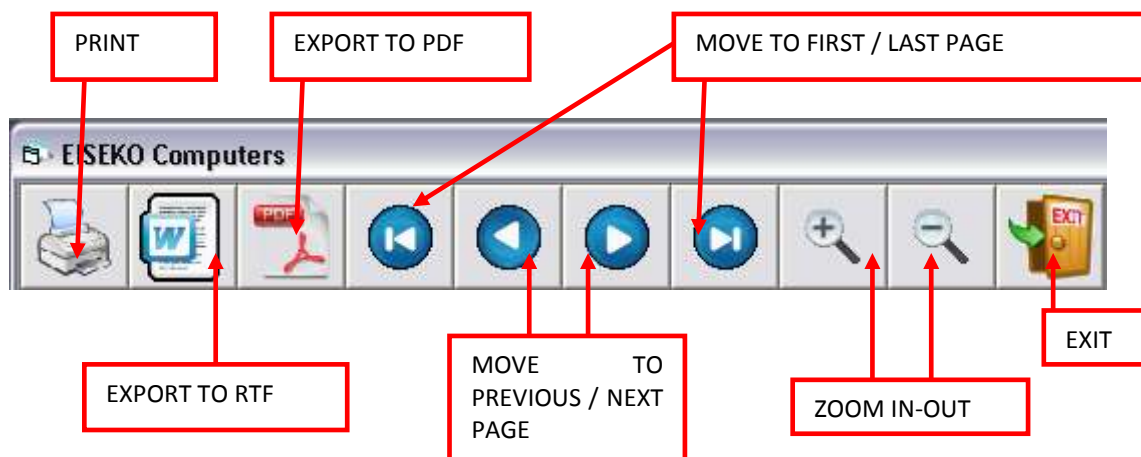 PRINT
EXPORT TO PDF
MOVE TO FIRST / LAST PAGE
EISEKO Computers
PDF
W
EXIT
EXIT
MOVE TO
PREVIOUS / NEXT
PAGE
EXPORT TO RTF
ZOOM IN-OUT